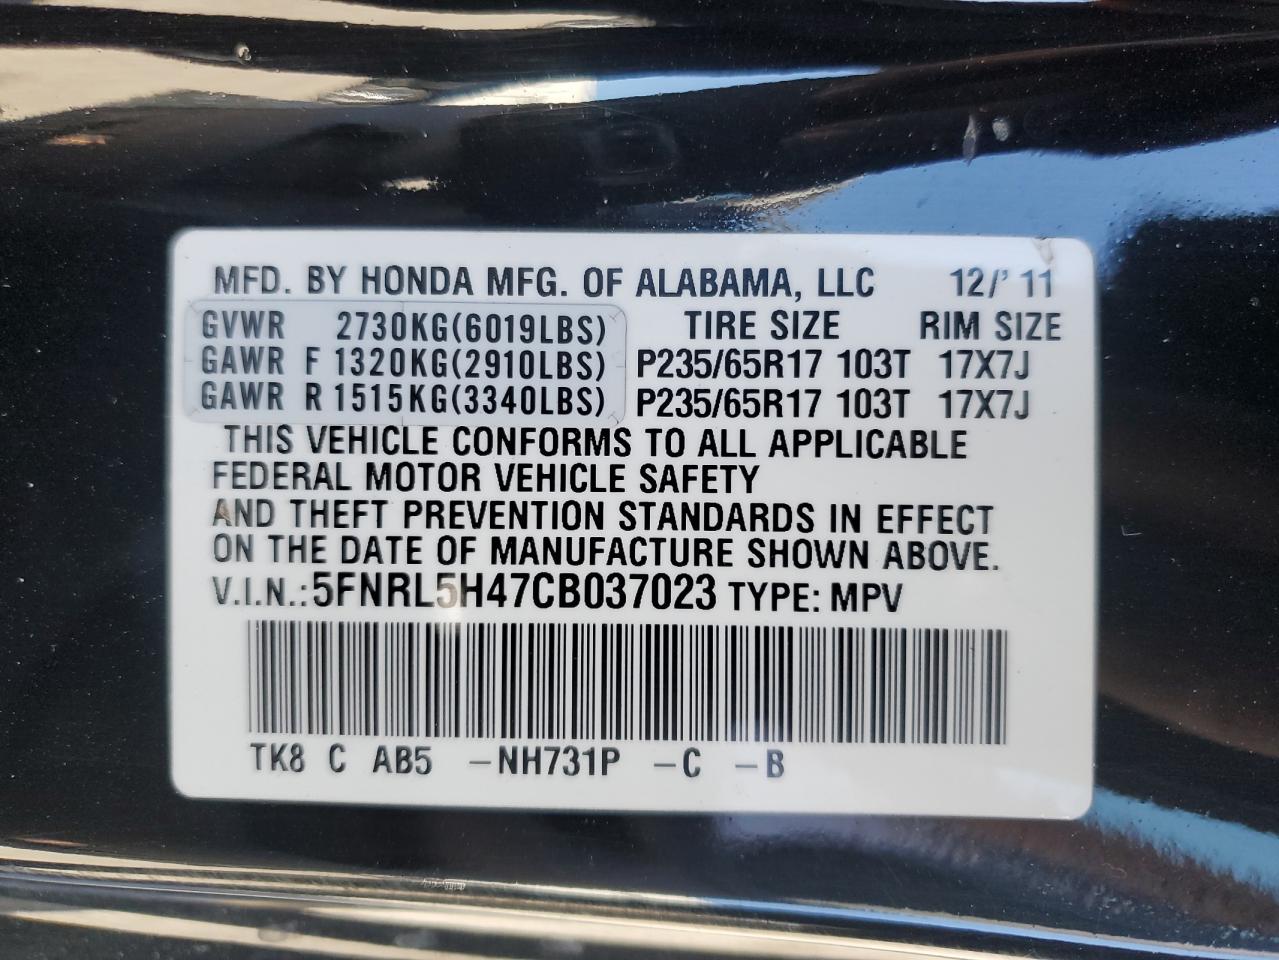 MFD. BY HONDA MFG. OF ALABAMA, LLC 12/' 11
GVWR 2730KG(6019LBS) TIRE SIZE RIM SIZE
GAWR F 1320KG(2910LBS) P235/65R17 103T 17X7J
GAWR R 1515KG(3340LBS) P235/65R17 103T 17X7J
THIS VEHICLE CONFORMS TO ALL APPLICABLE
FEDERAL MOTOR VEHICLE SAFETY
AND THEFT PREVENTION STANDARDS IN EFFECT
ON THE DATE OF MANUFACTURE SHOWN ABOVE.
V.I.N.: 5FNRL5H47CB037023 TYPE: MPV
TK8 C AB5 –NH731P –C –B